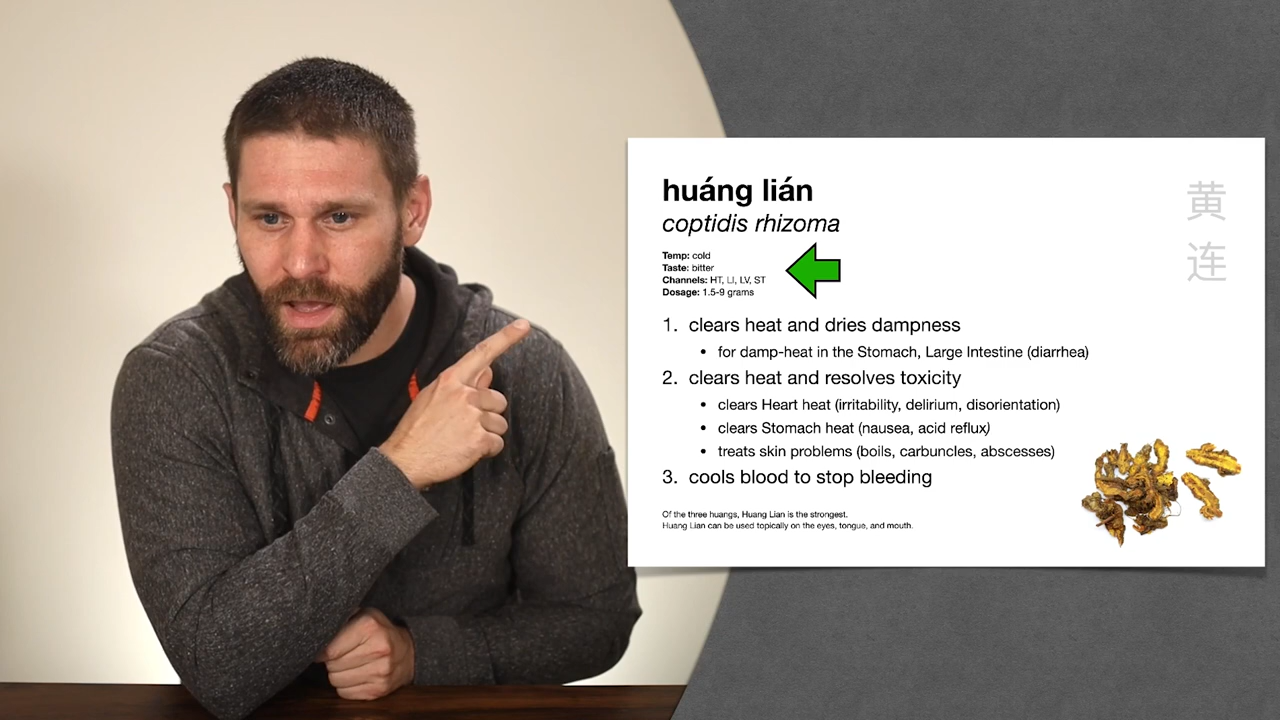 huáng lián
coptidis rhizoma
黄
连
Temp: cold
Taste: bitter
Channels: HT, LI, LV, ST
Dosage: 1.5-9 grams
1. clears heat and dries dampness
• for damp-heat in the Stomach, Large Intestine (diarrhea)
2. clears heat and resolves toxicity
• clears Heart heat (irritability, delirium, disorientation)
• clears Stomach heat (nausea, acid reflux)
• treats skin problems (boils, carbuncles, abscesses)
3. cools blood to stop bleeding
Of the three huangs, Huang Lian is the strongest.
Huang Lian can be used topically on the eyes, tongue, and mouth.